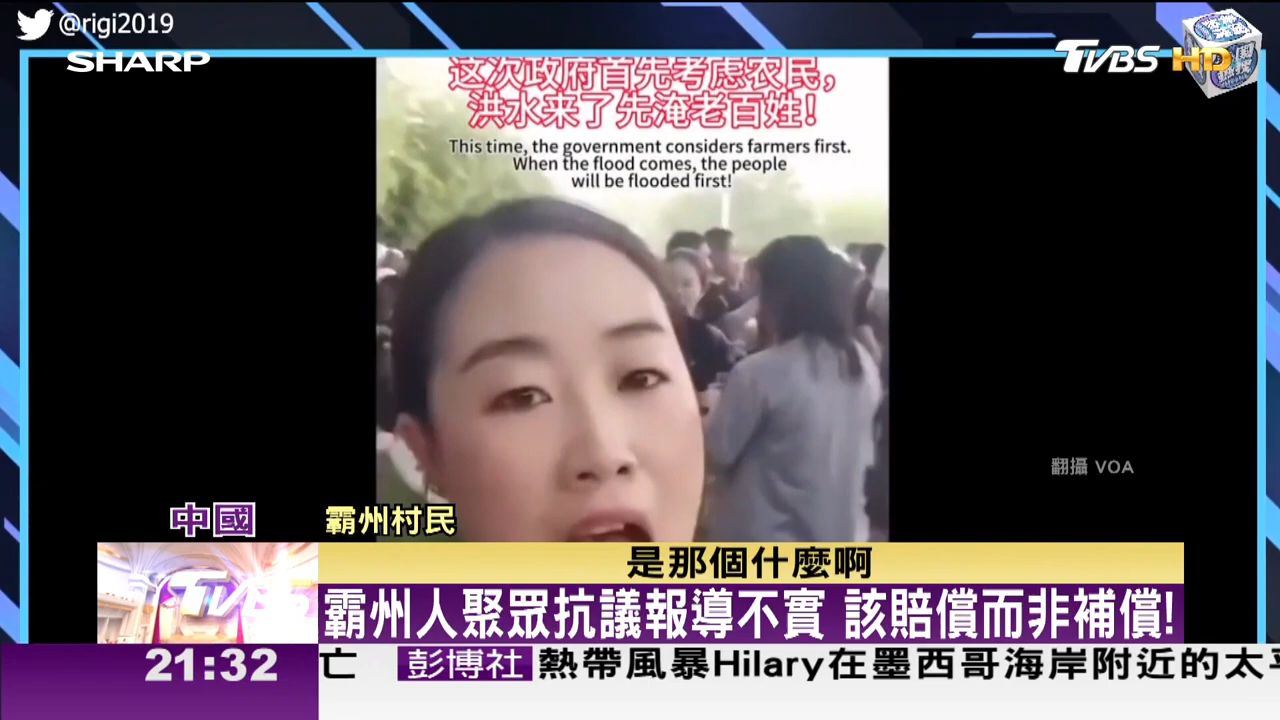 @rigi2019
SHARP
TVBS HD
这次政府首先考虑农民，
洪水来了先淹老百姓！
This time, the government considers farmers first.
When the flood comes, the people
will be flooded first!
翻攝 VOA
中國
霸州村民
是那個什麼啊
TVBS
霸州人聚眾抗議報導不實 該賠償而非補償!
21:32
亡 彭博社 熱帶風暴Hilary在墨西哥海岸附近的太平